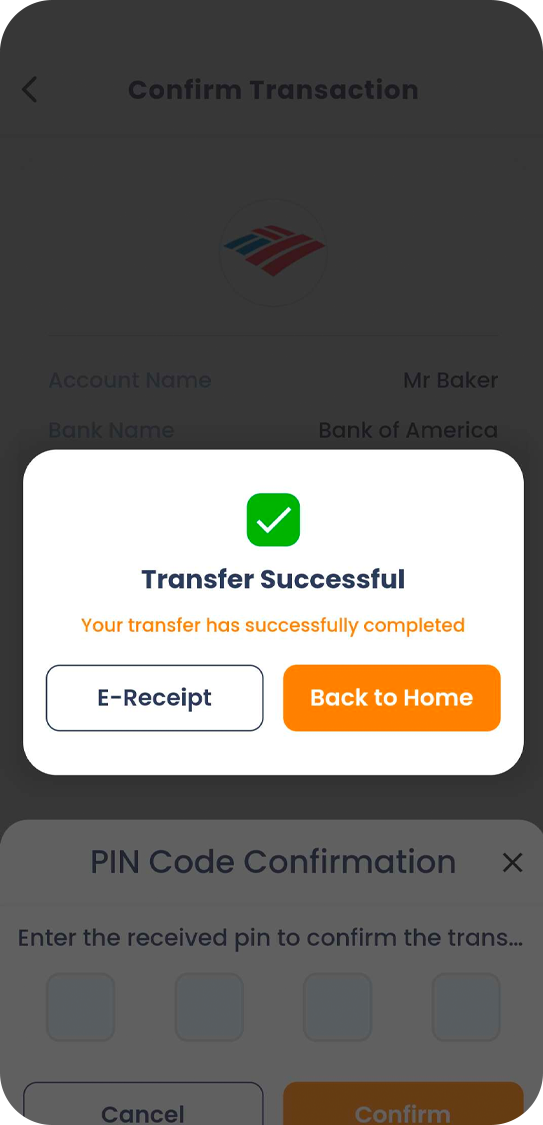 Confirm Transaction
Account Name Mr Baker
Bank Name Bank of America
Transfer Successful
Your transfer has successfully completed
E-Receipt Back to Home
PIN Code Confirmation
Enter the received pin to confirm the trans...
Cancel Confirm